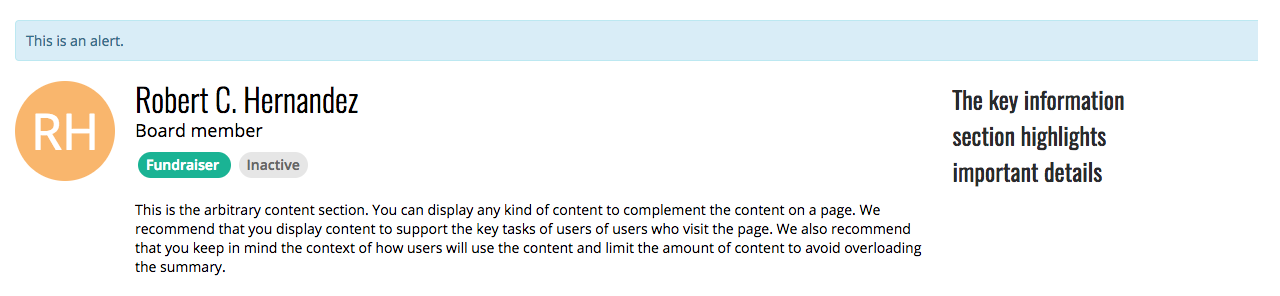 This is an alert.
RH
Robert C. Hernandez
Board member
Fundraiser Inactive
This is the arbitrary content section. You can display any kind of content to complement the content on a page. We
recommend that you display content to support the key tasks of users of users who visit the page. We also recommend
that you keep in mind the context of how users will use the content and limit the amount of content to avoid overloading
the summary.
The key information
section highlights
important details